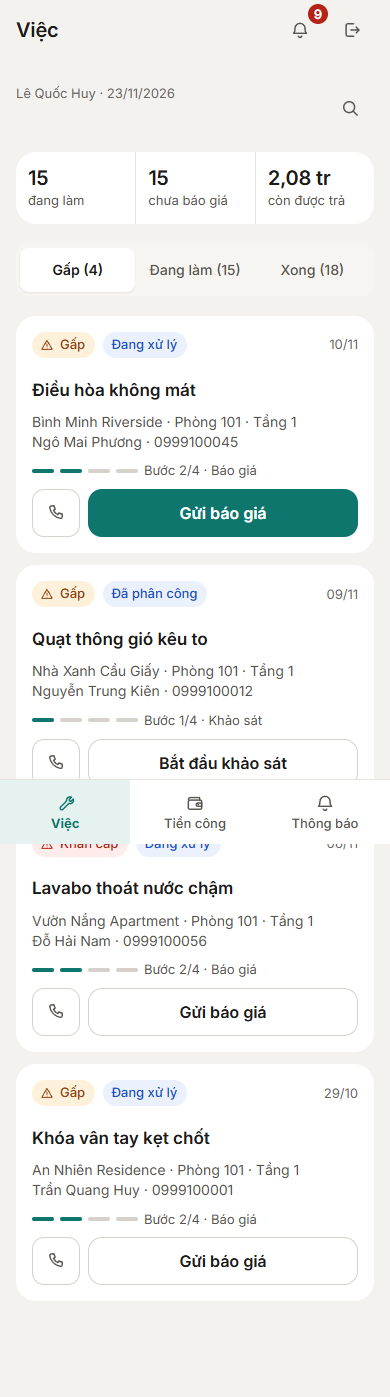 Việc
9
Lê Quốc Huy · 23/11/2026
15
đang làm
15
chưa báo giá
2,08 tr
còn được trả
Gấp (4)
Đang làm (15)
Xong (18)
Gấp
Đang xử lý
10/11
Điều hòa không mát
Bình Minh Riverside · Phòng 101 · Tầng 1
Ngô Mai Phương · 0999100045
Bước 2/4 · Báo giá
Gửi báo giá
Gấp
Đã phân công
09/11
Quạt thông gió kêu to
Nhà Xanh Cầu Giấy · Phòng 101 · Tầng 1
Nguyễn Trung Kiên · 0999100012
Bước 1/4 · Khảo sát
Bắt đầu khảo sát
Việc
Tiền công
Thông báo
Khẩn cấp
Đang xử lý
Lavabo thoát nước chậm
Vườn Nắng Apartment · Phòng 101 · Tầng 1
Đỗ Hải Nam · 0999100056
Bước 2/4 · Báo giá
Gửi báo giá
Gấp
Đang xử lý
29/10
Khóa vân tay kẹt chốt
An Nhiên Residence · Phòng 101 · Tầng 1
Trần Quang Huy · 0999100001
Bước 2/4 · Báo giá
Gửi báo giá